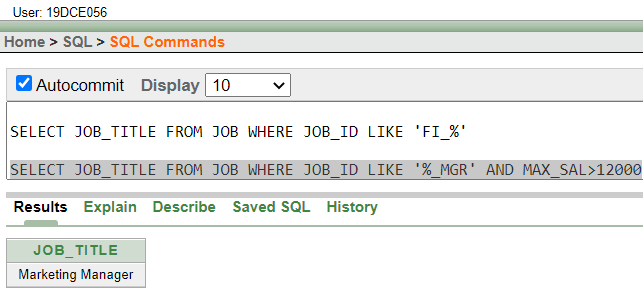 User: 19DCE056
Home > SQL > SQL Commands
Autocommit Display 10
SELECT JOB_TITLE FROM JOB WHERE JOB_ID LIKE 'FI_%'
SELECT JOB_TITLE FROM JOB WHERE JOB_ID LIKE '%_MGR' AND MAX_SAL>12000
Results Explain Describe Saved SQL History
JOB_TITLE
Marketing Manager